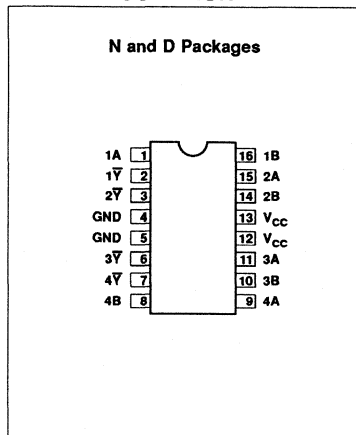 N and D Packages
1A 1 16 1B
1Y̅ 2 15 2A
2Y̅ 3 14 2B
GND 4 13 VCC
GND 5 12 VCC
3Y̅ 6 11 3A
4Y̅ 7 10 3B
4B 8 9 4A